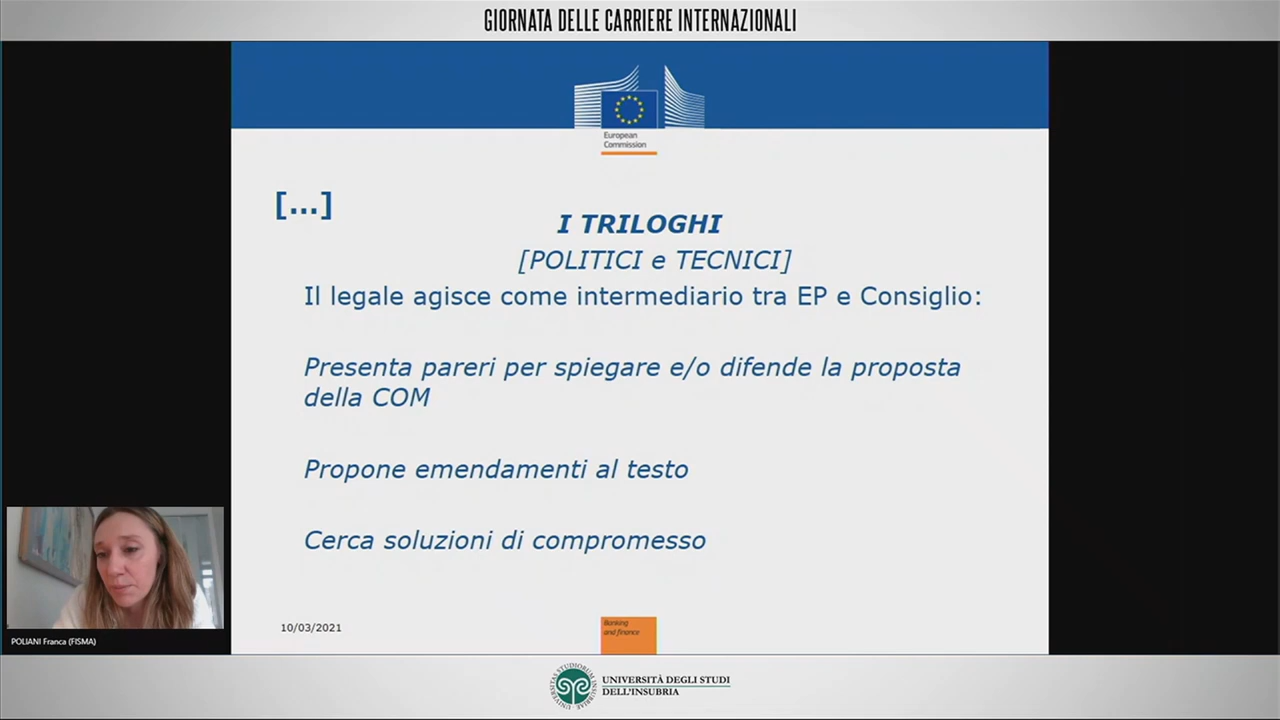 GIORNATA DELLE CARRIERE INTERNAZIONALI
European
Commission
[...]
I TRILOGHI
[POLITICI e TECNICI]
Il legale agisce come intermediario tra EP e Consiglio:
Presenta pareri per spiegare e/o difende la proposta
della COM
Propone emendamenti al testo
Cerca soluzioni di compromesso
10/03/2021
Banking
and finance
POLIANI Franca (FISMA)
UNIVERSITÀ DEGLI STUDI
DELL'INSUBRIA